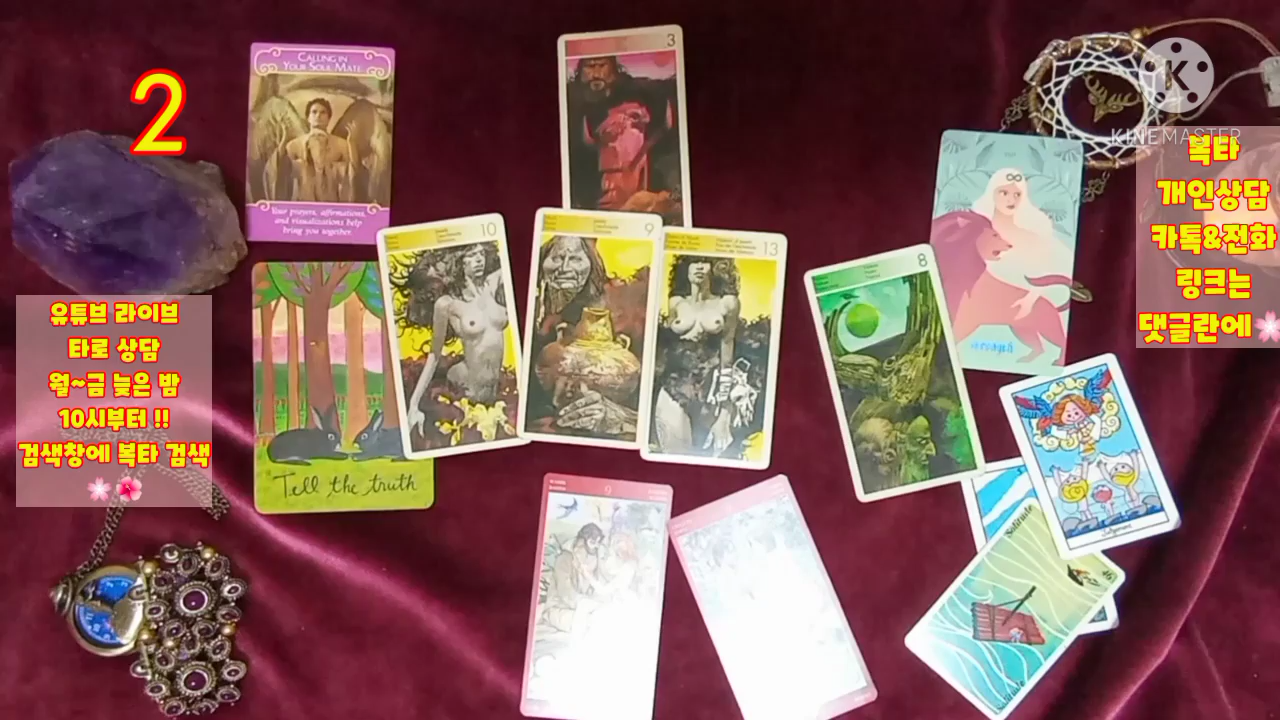 2
CALLING IN
YOUR SOUL MATE
Your prayers, affirmations,
and visualizations help
bring you together.
Tell the truth
유튜브 라이브
타로 상담
월~금 늦은 밤
10시부터 !!
검색창에 복타 검색
3
10
9
13
8
9
Judgement
Solitude
KINEMASTER
복타
개인상담
카톡&전화
링크는
댓글란에